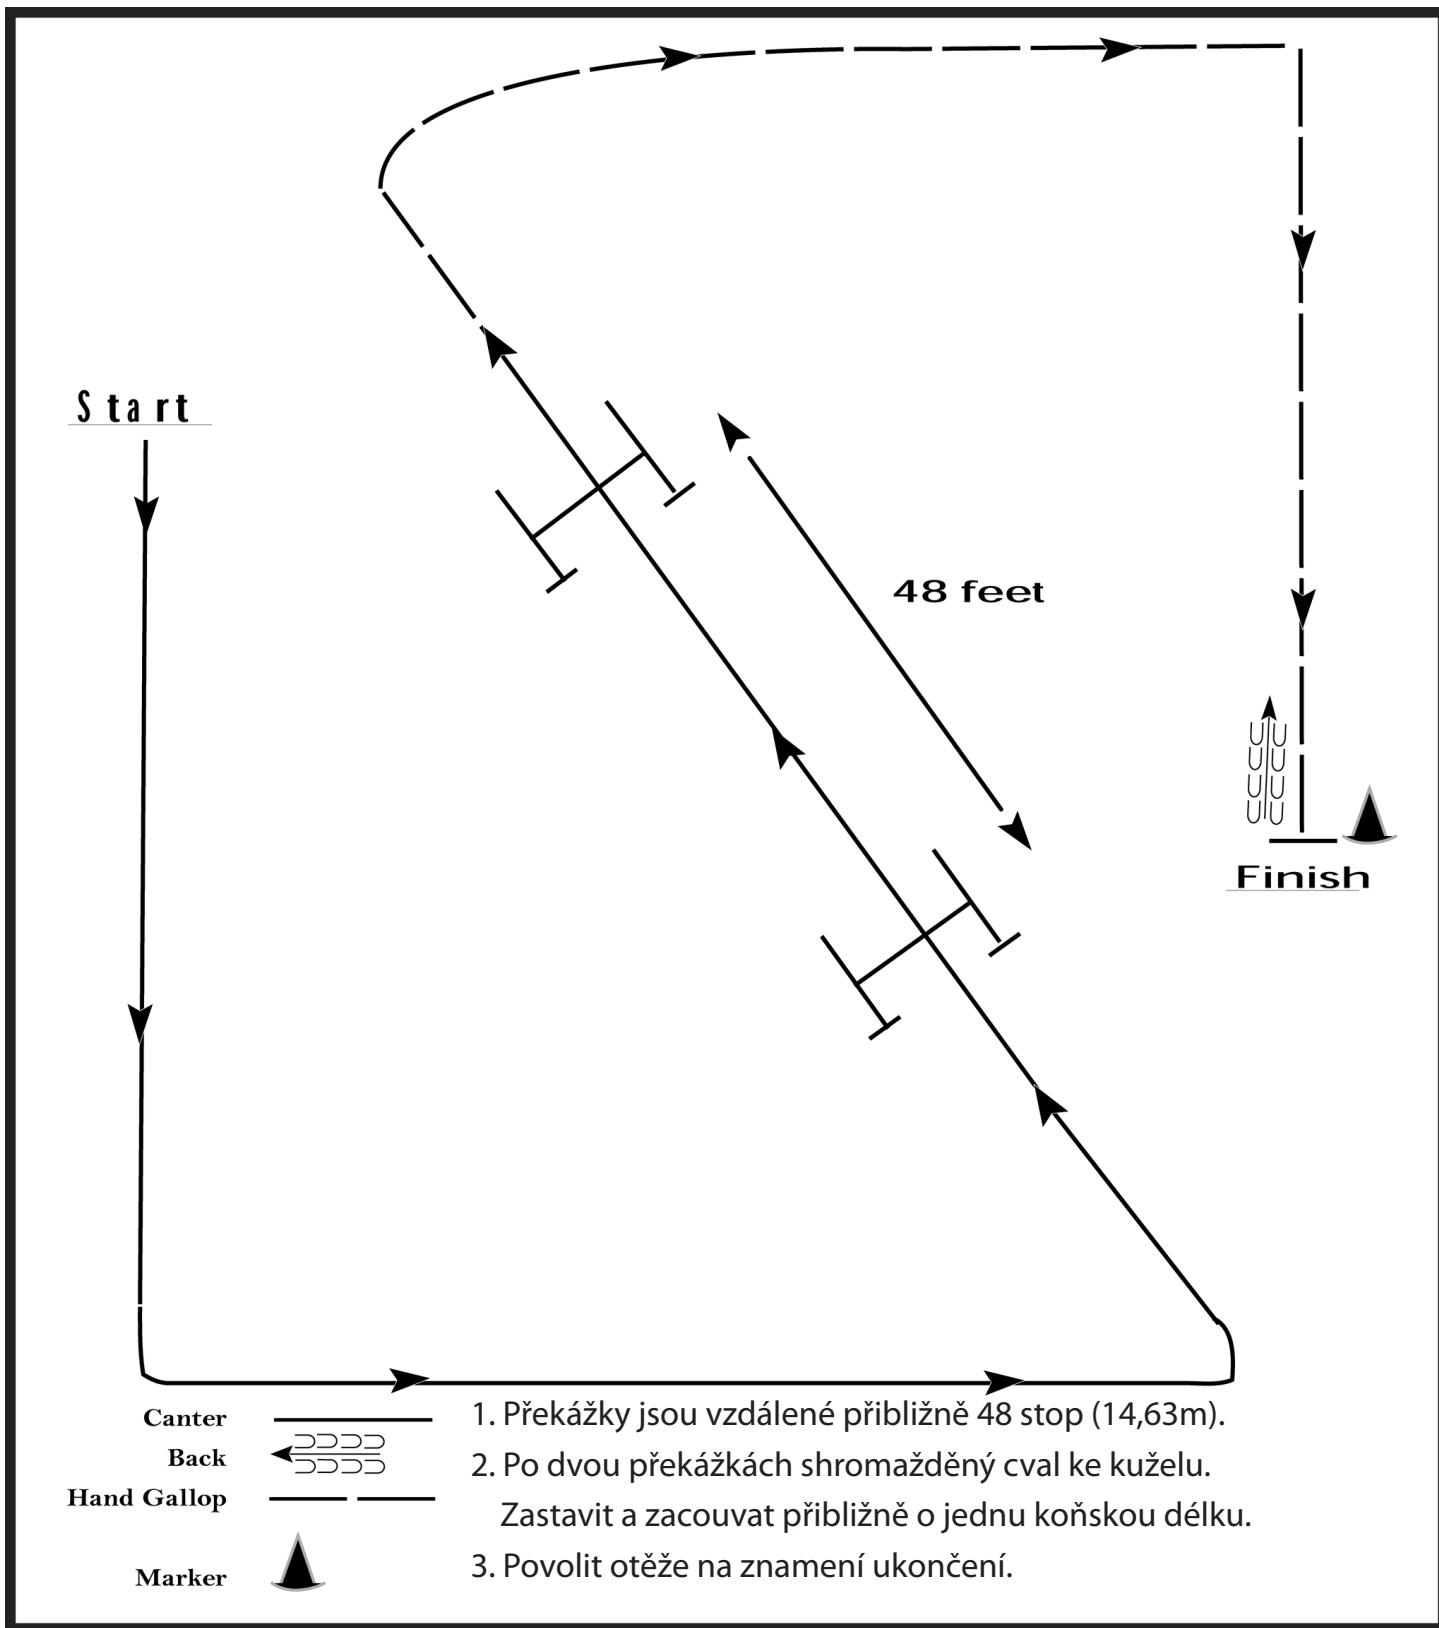 Start
48 feet
Finish
Canter
Back
Hand Gallop
Marker
1. Překážky jsou vzdálené přibližně 48 stop (14,63m).
2. Po dvou překážkách shromažděný cval ke kuželu.
Zastavit a zacouvat přibližně o jednu koňskou délku.
3. Povolit otěže na znamení ukončení.